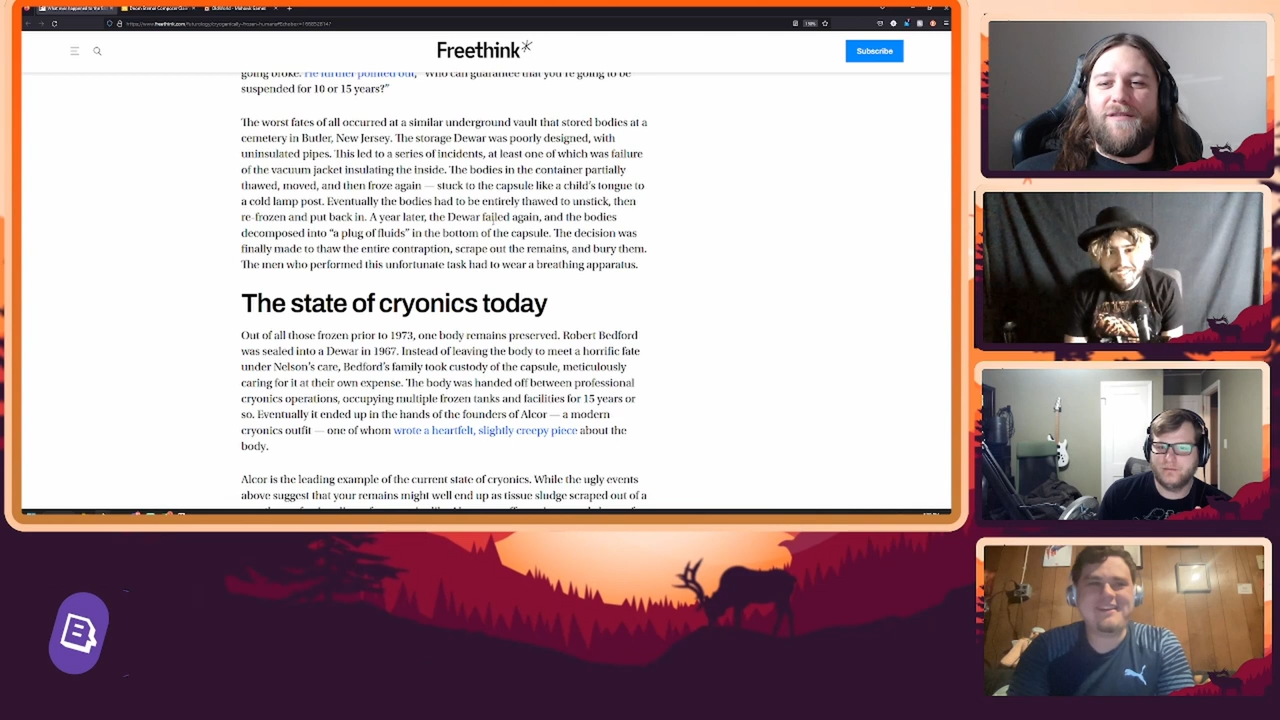 What was happened to the
Doom Eternal Composer
https://www.freethink.com
Freethink*
Subscribe
going broke. He further pointed out, "Who can guarantee that you're going to be
suspended for 10 or 15 years?"
The worst fates of all occurred at a similar underground vault that stored bodies at a
cemetery in Butler, New Jersey. The storage Dewar was poorly designed, with
uninsulated pipes. This led to a series of incidents, at least one of which was failure
of the vacuum jacket insulating the inside. The bodies in the container partially
thawed, moved, and then froze again — stuck to the capsule like a child's tongue to
a cold lamp post. Eventually the bodies had to be entirely thawed to unstick, then
re-frozen and put back in. A year later, the Dewar failed again, and the bodies
decomposed into "a plug of fluids" in the bottom of the capsule. The decision was
finally made to thaw the entire contraption, scrape out the remains, and bury them.
The men who performed this unfortunate task had to wear a breathing apparatus.
The state of cryonics today
Out of all those frozen prior to 1973, one body remains preserved. Robert Bedford
was sealed into a Dewar in 1967. Instead of leaving the body to meet a horrific fate
under Nelson's care, Bedford's family took custody of the capsule, meticulously
caring for it at their own expense. The body was handed off between professional
cryonics operations, occupying multiple frozen tanks and facilities for 15 years or
so. Eventually it ended up in the hands of the founders of Alcor — a modern
cryonics outfit — one of whom wrote a heartfelt, slightly creepy piece about the
body.
Alcor is the leading example of the current state of cryonics. While the ugly events
above suggest that your remains might well end up as tissue sludge scraped out of a